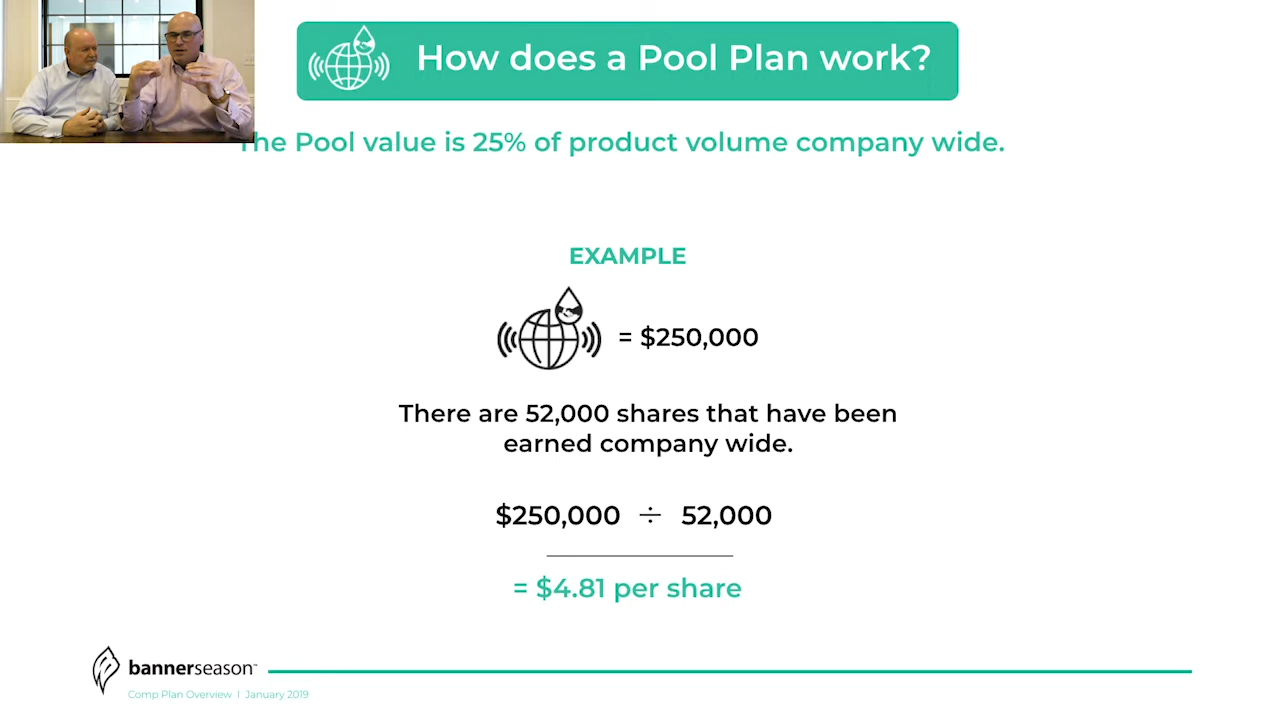 How does a Pool Plan work?
The Pool value is 25% of product volume company wide.
EXAMPLE
= $250,000
There are 52,000 shares that have been
earned company wide.
$250,000 ÷ 52,000
= $4.81 per share
bannerseason™
Comp Plan Overview | January 2019